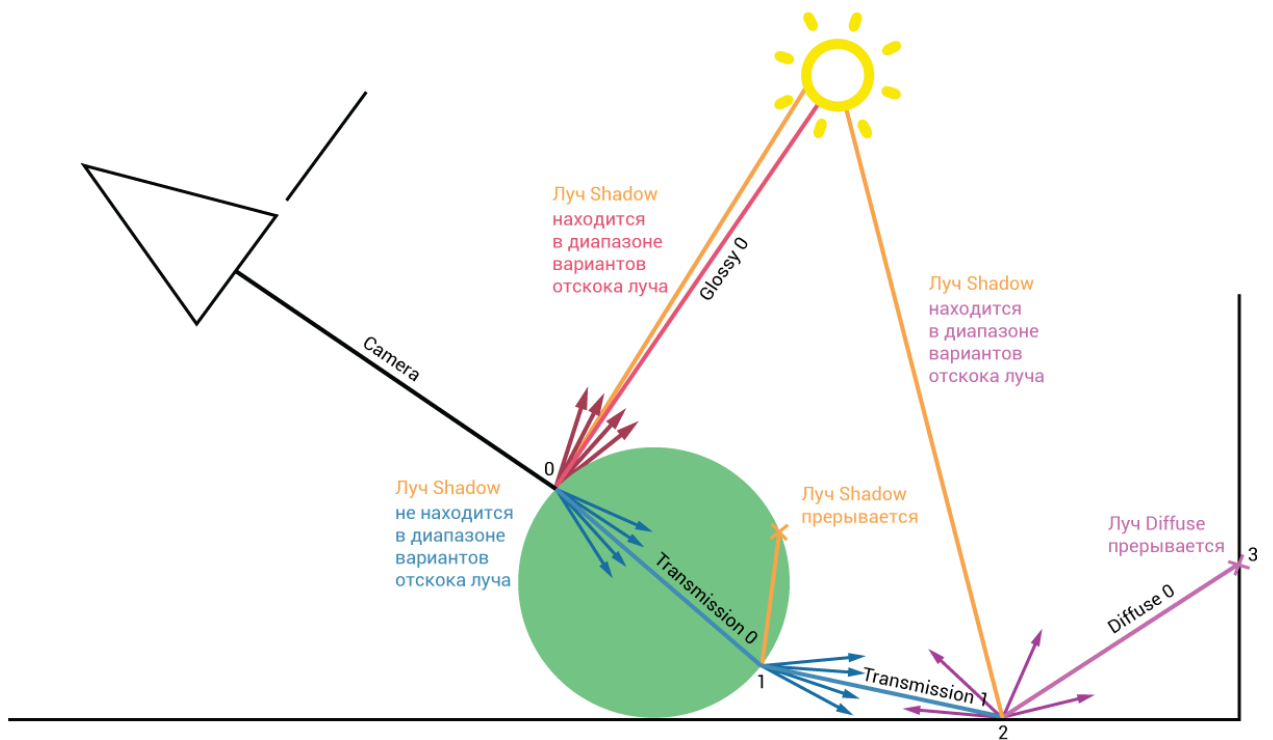 Луч Shadow
находится
в диапазоне
вариантов
отскока луча
Glossy 0
Луч Shadow
находится
в диапазоне
вариантов
отскока луча
Camera
0
Луч Shadow
не находится
в диапазоне
вариантов
отскока луча
Луч Shadow
прерывается
Луч Diffuse
прерывается
3
Transmission 0
Diffuse 0
1
Transmission 1
2